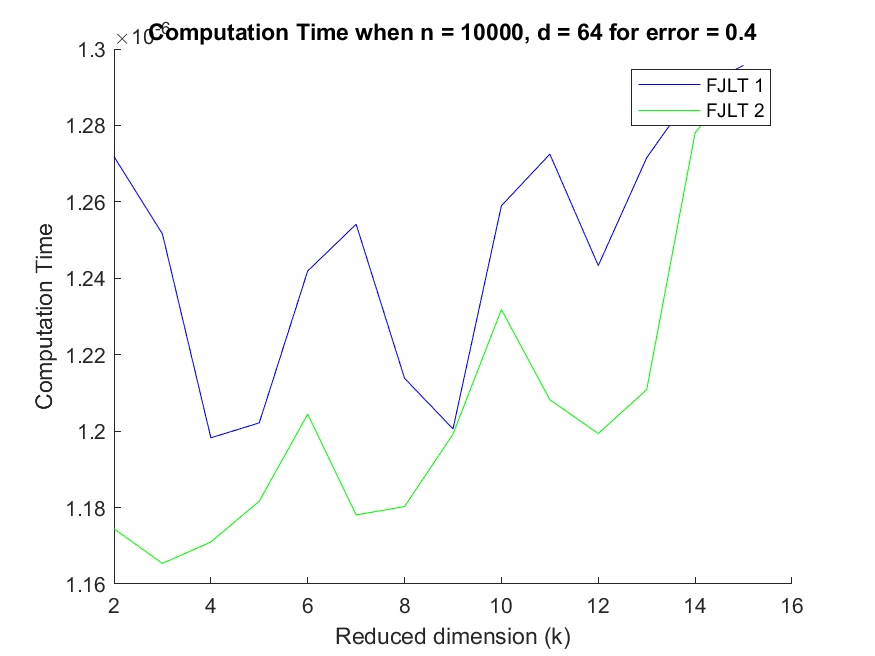 Computation Time when n = 10000, d = 64 for error = 0.4
×10-6
1.3
1.28
1.26
1.24
1.22
1.2
1.18
1.16
Computation Time
FJLT 1
FJLT 2
2 4 6 8 10 12 14 16
Reduced dimension (k)